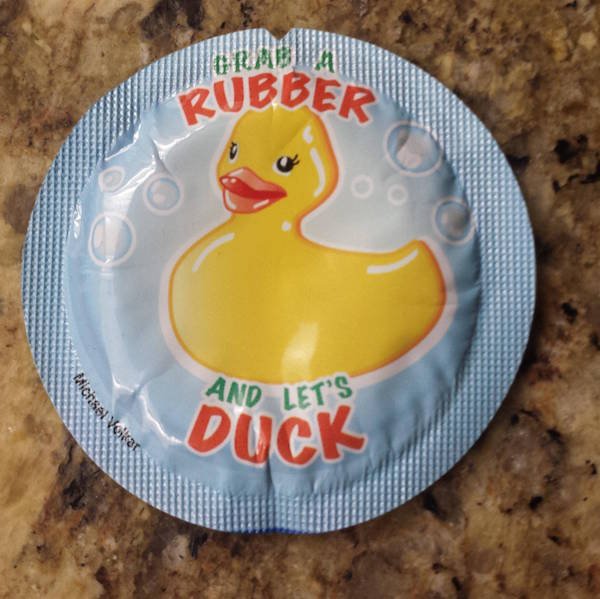 GRAB A
RUBBER
AND LET'S
DUCK
Michael Volker